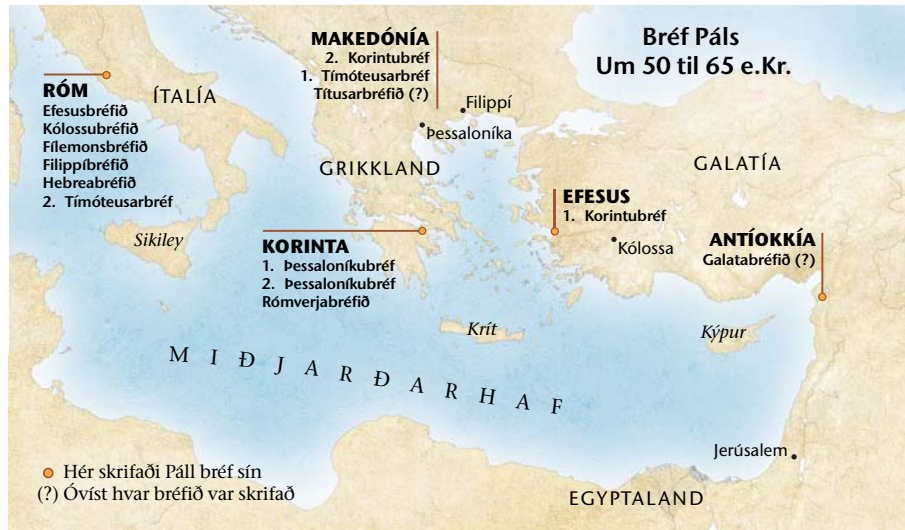 Bréf Páls
Um 50 til 65 e.Kr.
RÓM
Efesusbréfið
Kólossubréfið
Fílemonsbréfið
Filippíbréfið
Hebreabréfið
2. Tímóteusarbréf
ÍTALÍA
MAKEDÓNÍA
2. Korintubréf
1. Tímóteusarbréf
Títusarbréfið (?)
Filippí
Þessaloníka
GRIKKLAND
GALATÍA
EFESUS
1. Korintubréf
Kólossa
ANTÍOKKÍA
Galatabréfið (?)
Sikiley
KORINTA
1. Þessaloníkubréf
2. Þessaloníkubréf
Rómverjabréfið
Krít
Kýpur
MIÐJARÐARHAF
Jerúsalem
EGYPTALAND
Hér skrifaði Páll bréf sín
(?) Óvíst hvar bréfið var skrifað